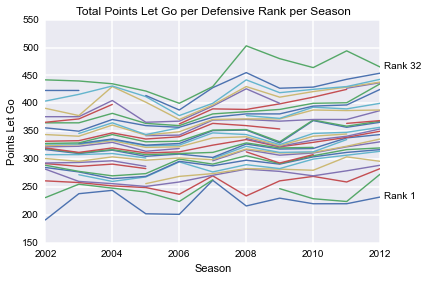 Total Points Let Go per Defensive Rank per Season
550
500
450
400
350
300
250
200
150
Points Let Go
Rank 32
Rank 1
2002 2004 2006 2008 2010 2012
Season